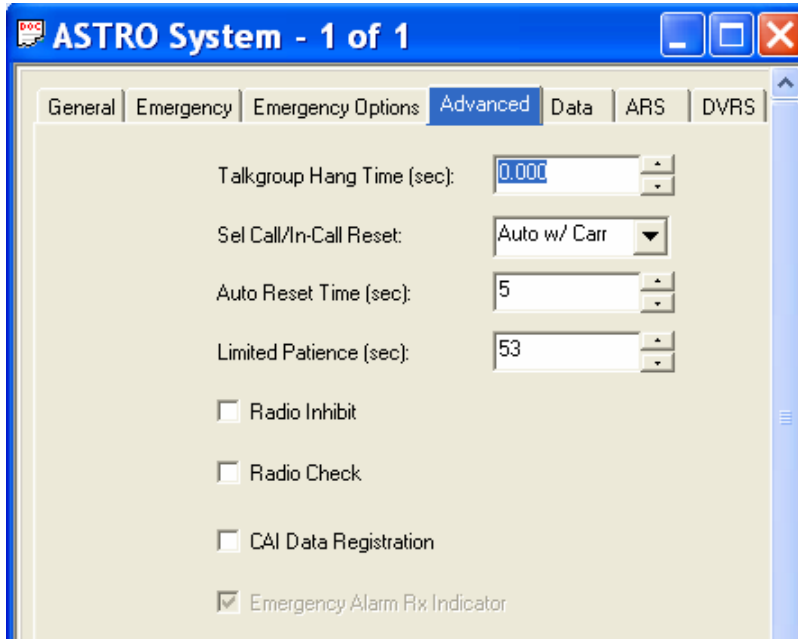 DOC
ASTRO System - 1 of 1
General Emergency Emergency Options Advanced Data ARS DVRS
Talkgroup Hang Time (sec): 0.000
Sel Call/In-Call Reset: Auto w/ Carr
Auto Reset Time (sec): 5
Limited Patience (sec): 53
Radio Inhibit
Radio Check
CAI Data Registration
Emergency Alarm Rx Indicator